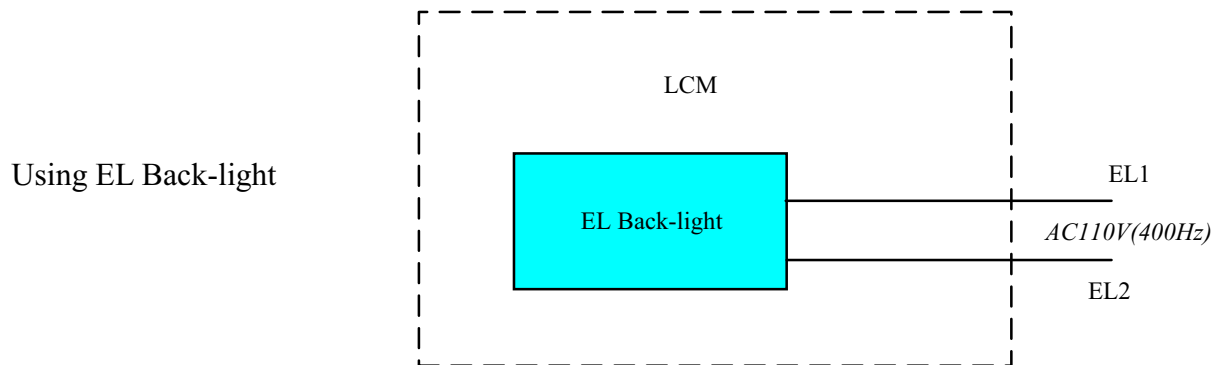 LCM
Using EL Back-light
EL Back-light
EL1
AC110V(400Hz)
EL2